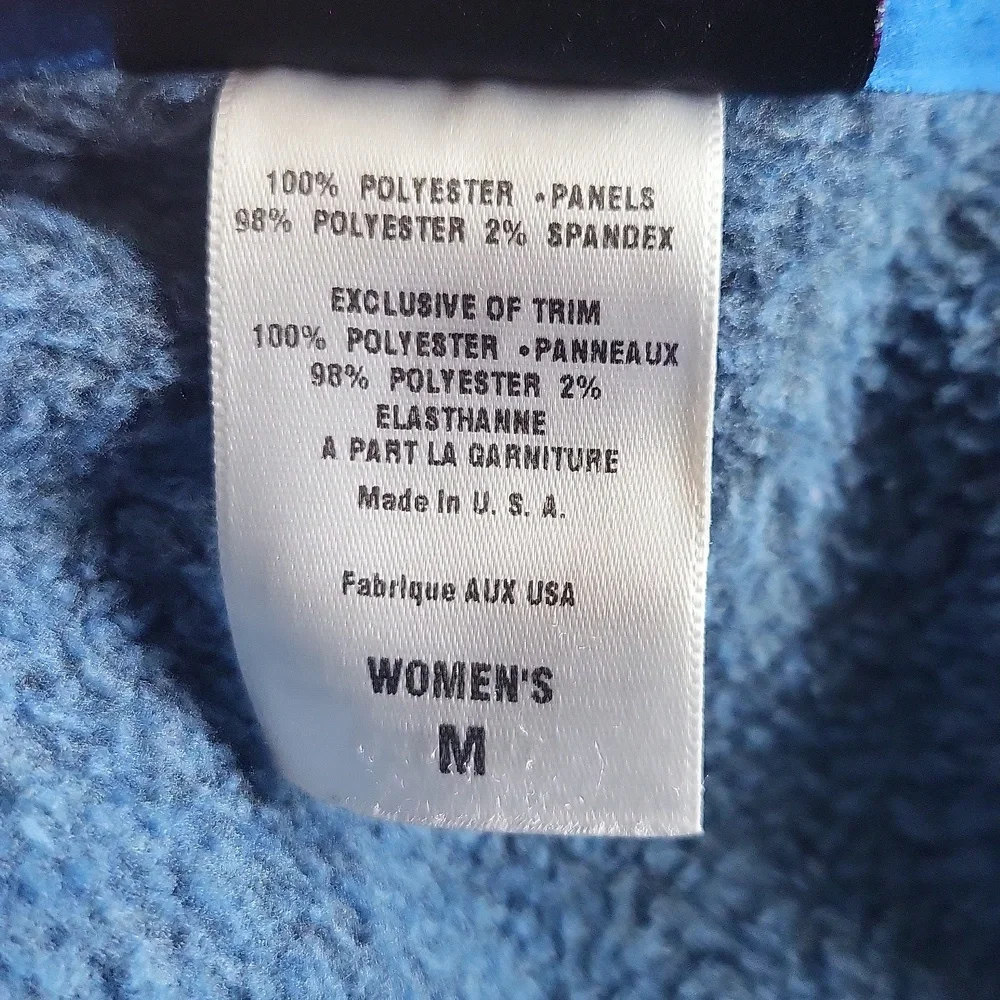 100% POLYESTER •PANELS
98% POLYESTER 2% SPANDEX
EXCLUSIVE OF TRIM
100% POLYESTER •PANNEAUX
98% POLYESTER 2%
ELASTHANNE
A PART LA GARNITURE
Made In U. S. A.
Fabrique AUX USA
WOMEN'S
M